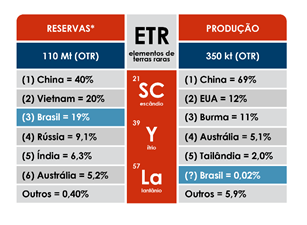 RESERVAS*
110 Mt (OTR)
(1) China = 40%
(2) Vietnam = 20%
(3) Brasil = 19%
(4) Rússia = 9,1%
(5) Índia = 6,3%
(6) Austrália = 5,2%
Outros = 0,40%
ETR
elementos de
terras raras
21
SC
escândio
39
Y
ítrio
57
La
lantânio
PRODUÇÃO
350 kt (OTR)
(1) China = 69%
(2) EUA = 12%
(3) Burma = 11%
(4) Austrália = 5,1%
(5) Tailândia = 2,0%
(?) Brasil = 0,02%
Outros = 5,9%